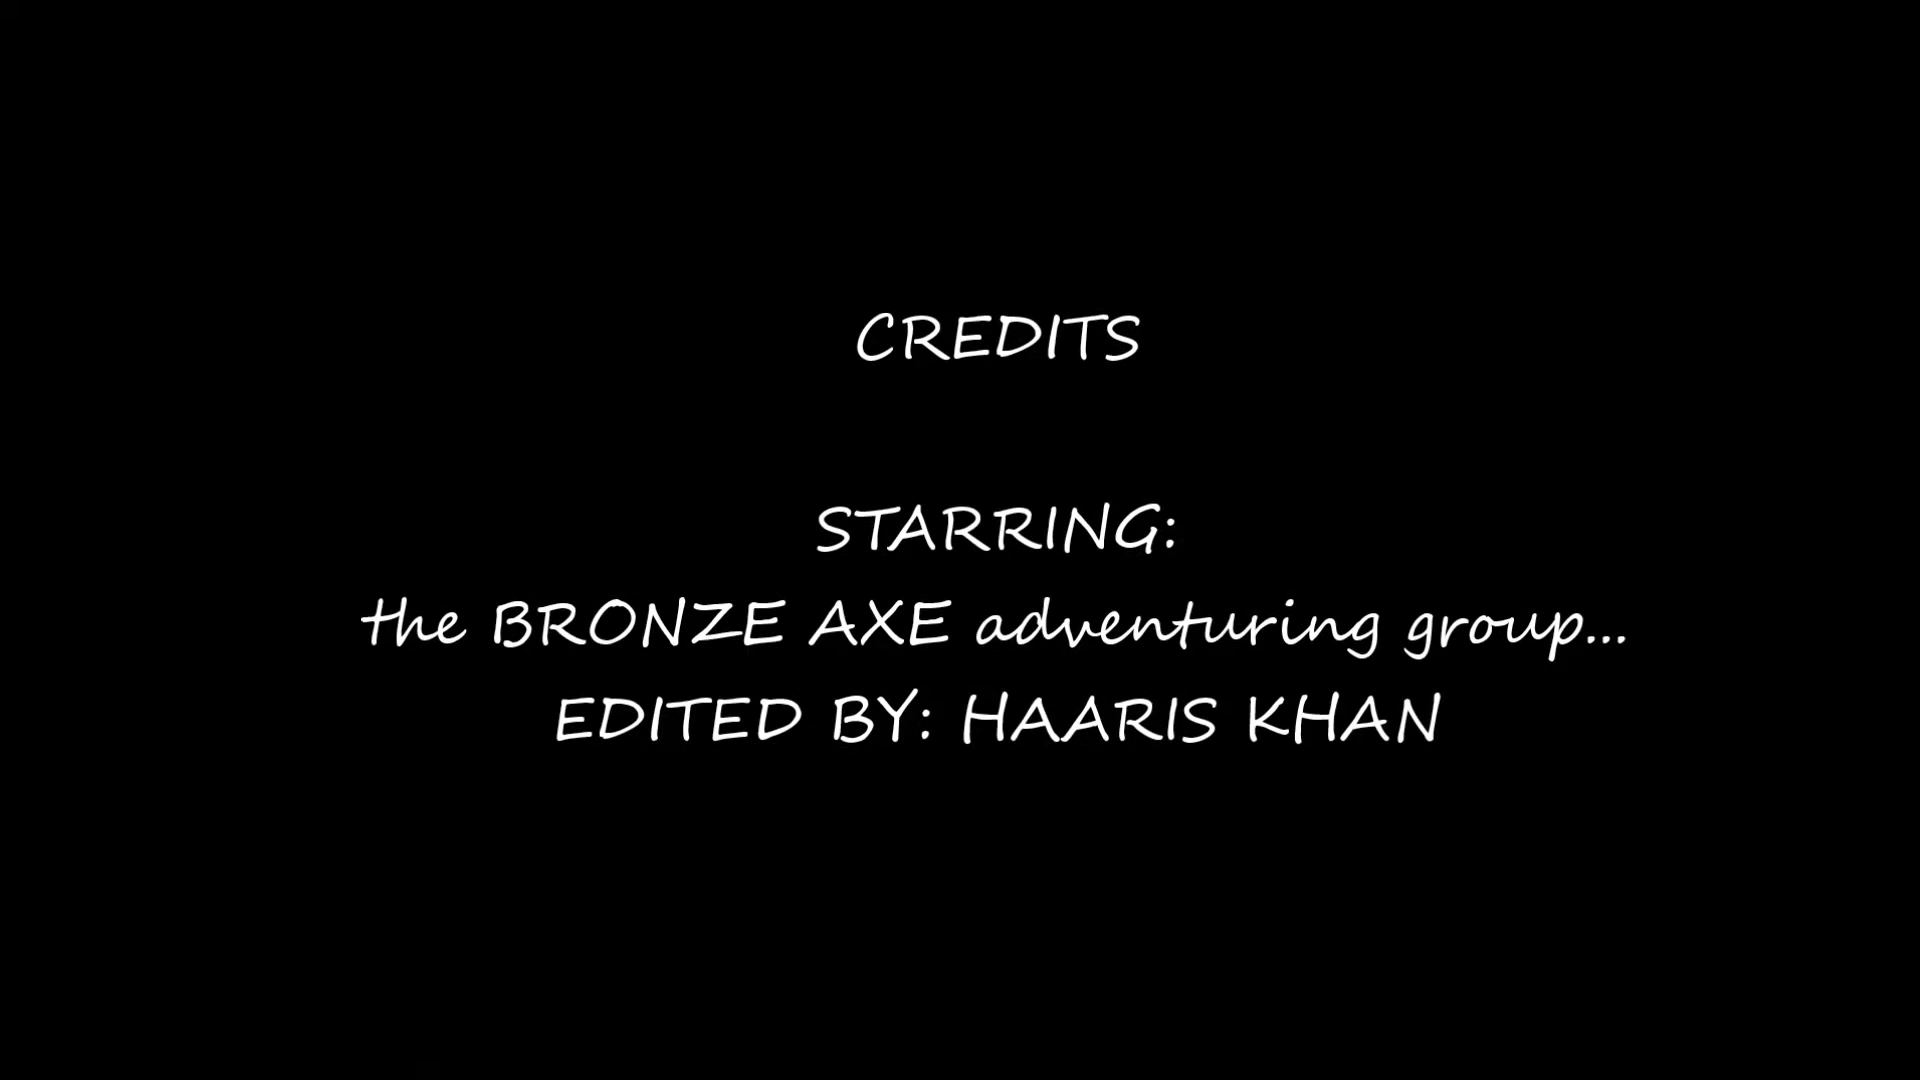 CREDITS
STARRING:
the BRONZE AXE adventuring group...
EDITED BY: HAARIS KHAN